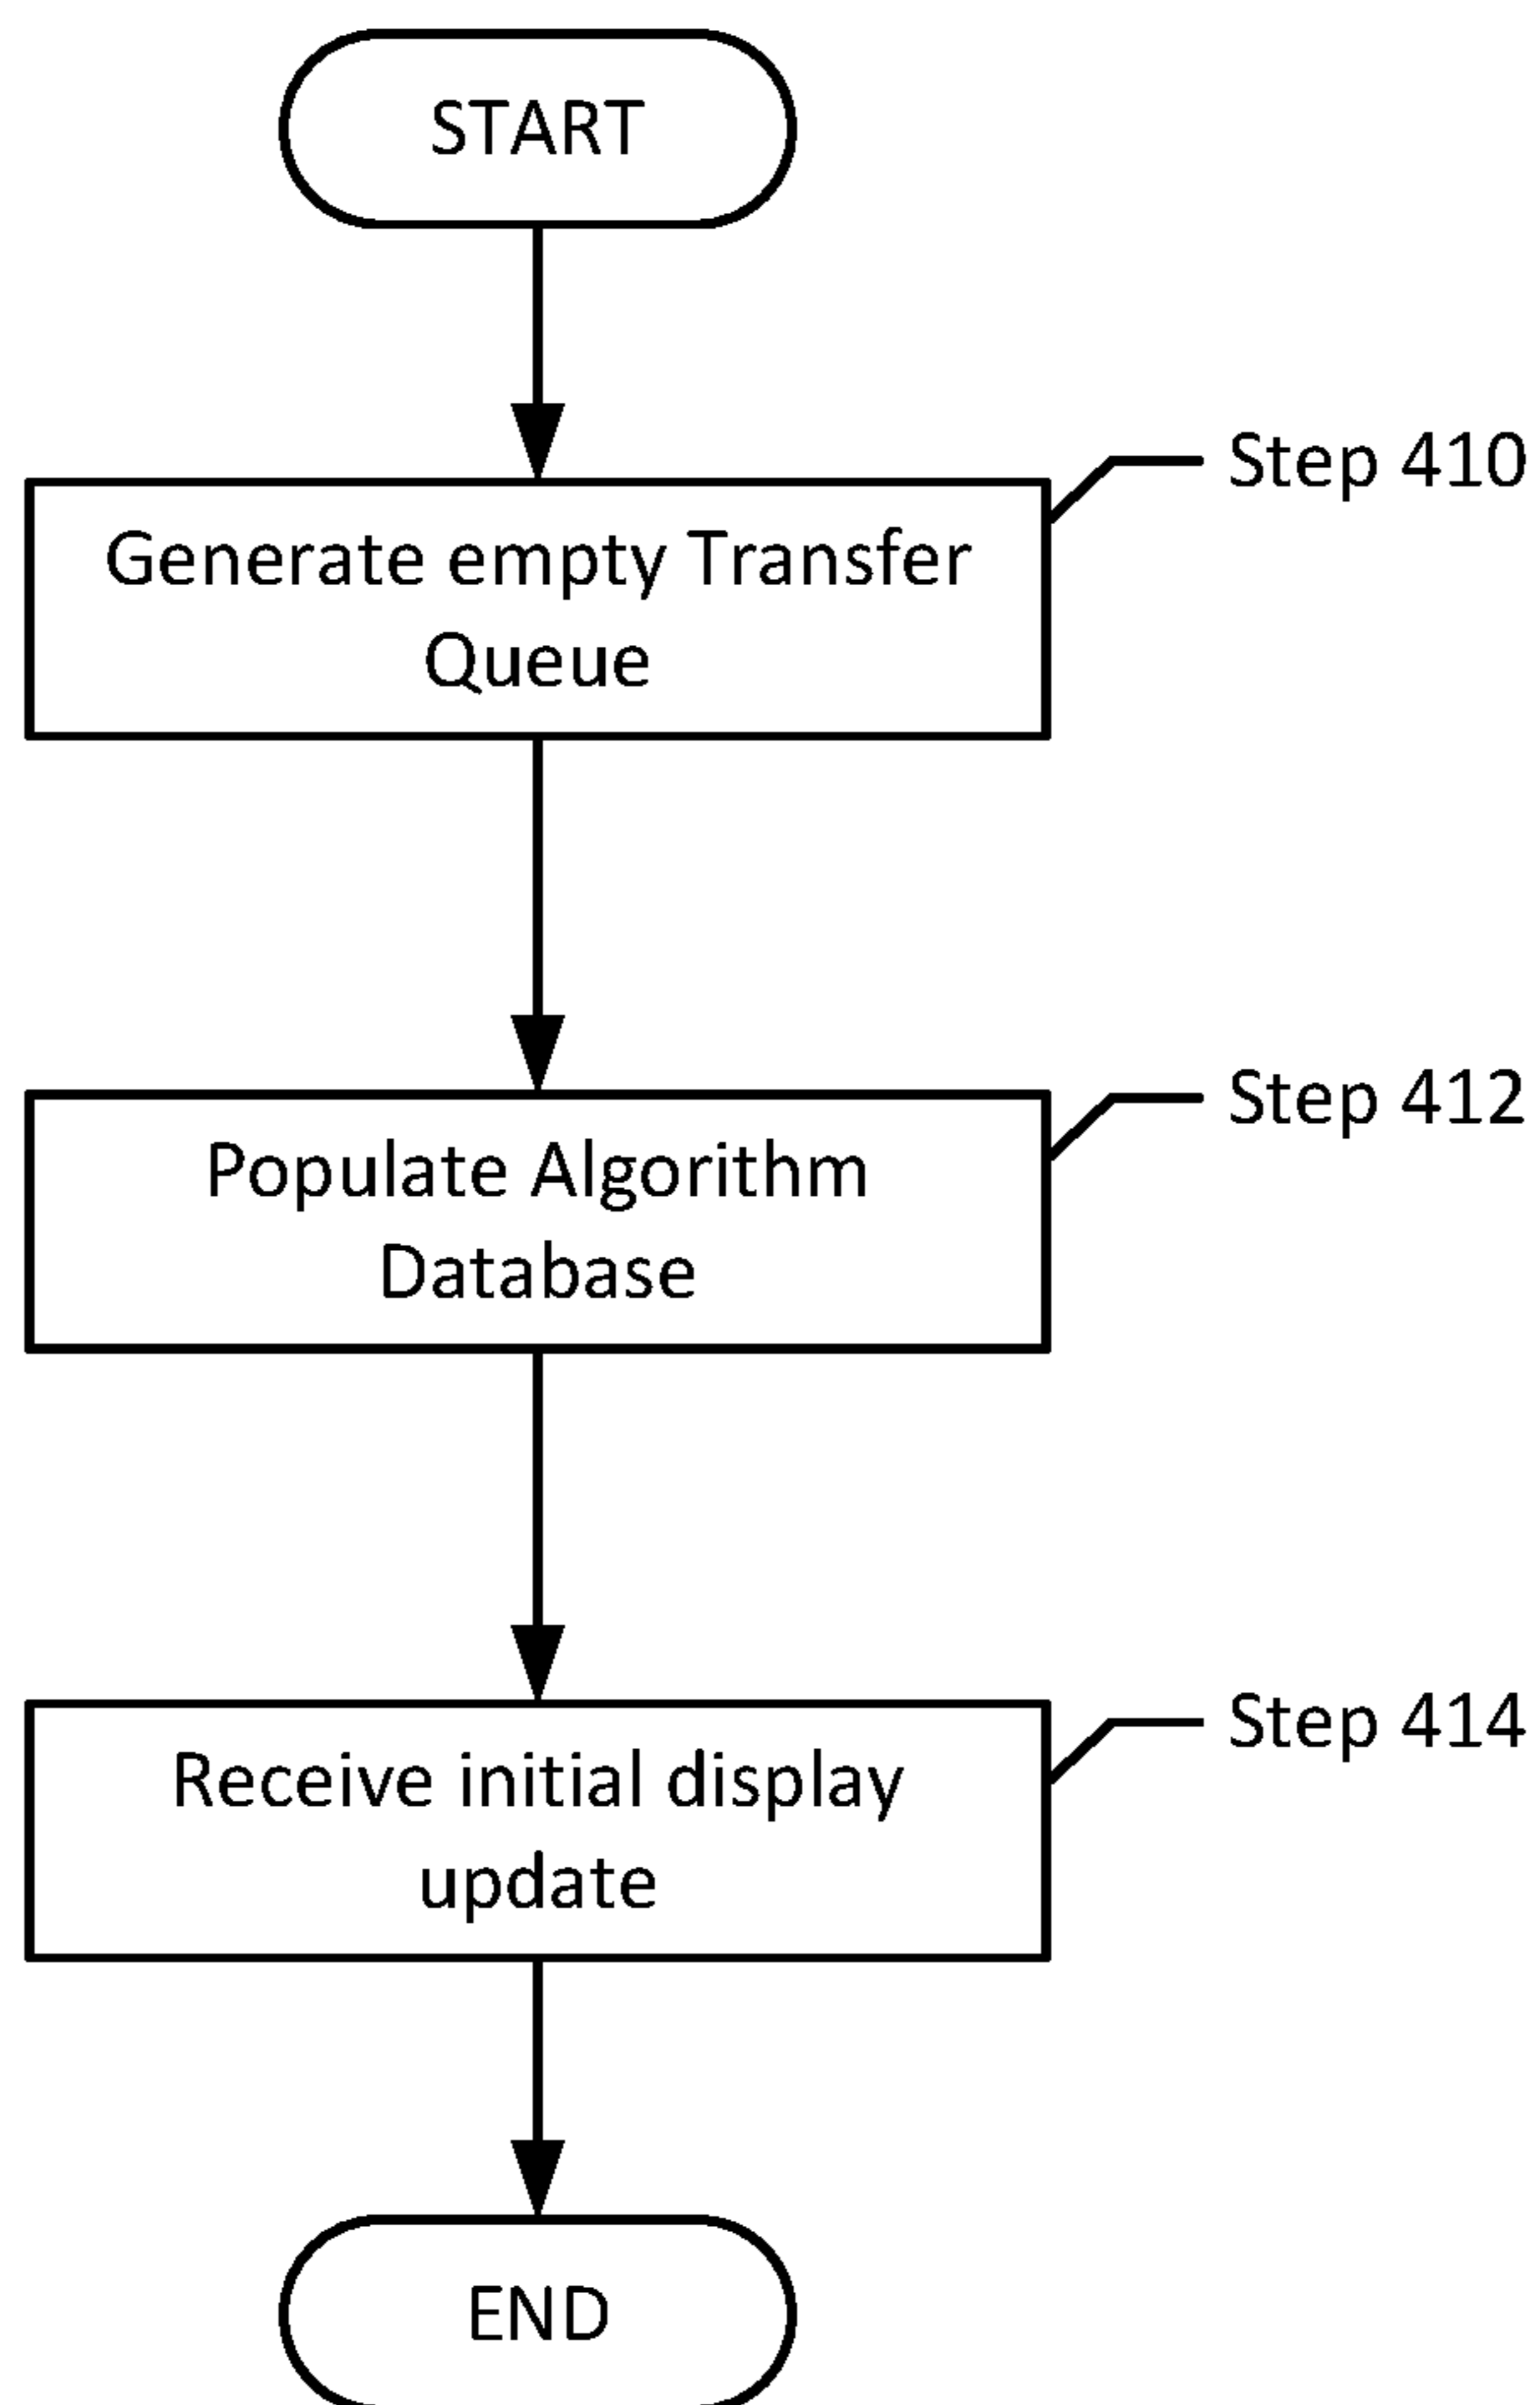 START
Step 410
Generate empty Transfer
Queue
Step 412
Populate Algorithm
Database
Step 414
Receive initial display
update
END